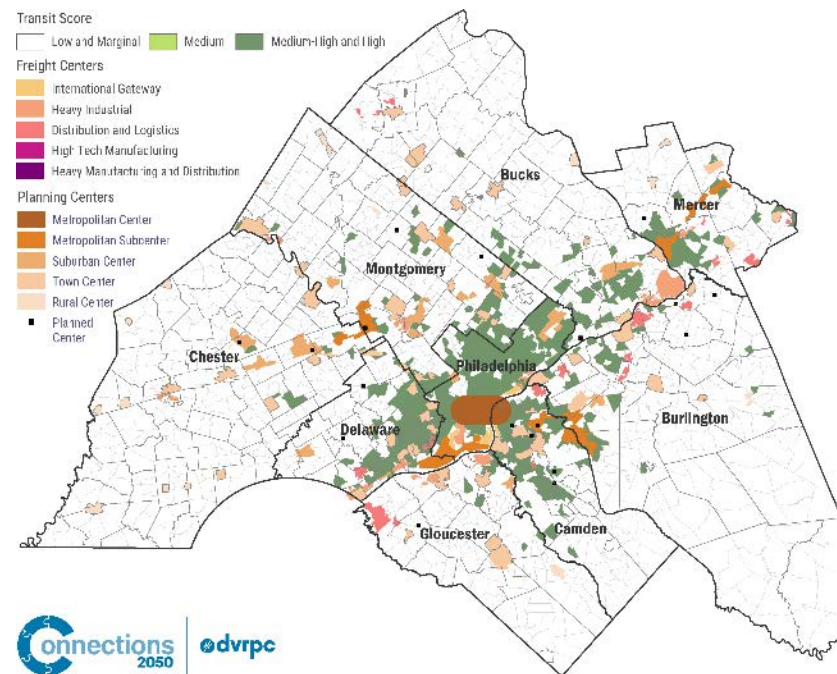 Transit Score
Low and Marginal Medium Medium-High and High
Freight Centers
International Gateway
Heavy Industrial
Distribution and Logistics
High Tech Manufacturing
Heavy Manufacturing and Distribution
Planning Centers
Metropolitan Center
Metropolitan Subcenter
Suburban Center
Town Center
Rural Center
Planned
Center
Bucks
Mercer
Montgomery
Chester
Philadelphia
Delaware
Burlington
Gloucester
Camden
Connections
2050
dvrpc